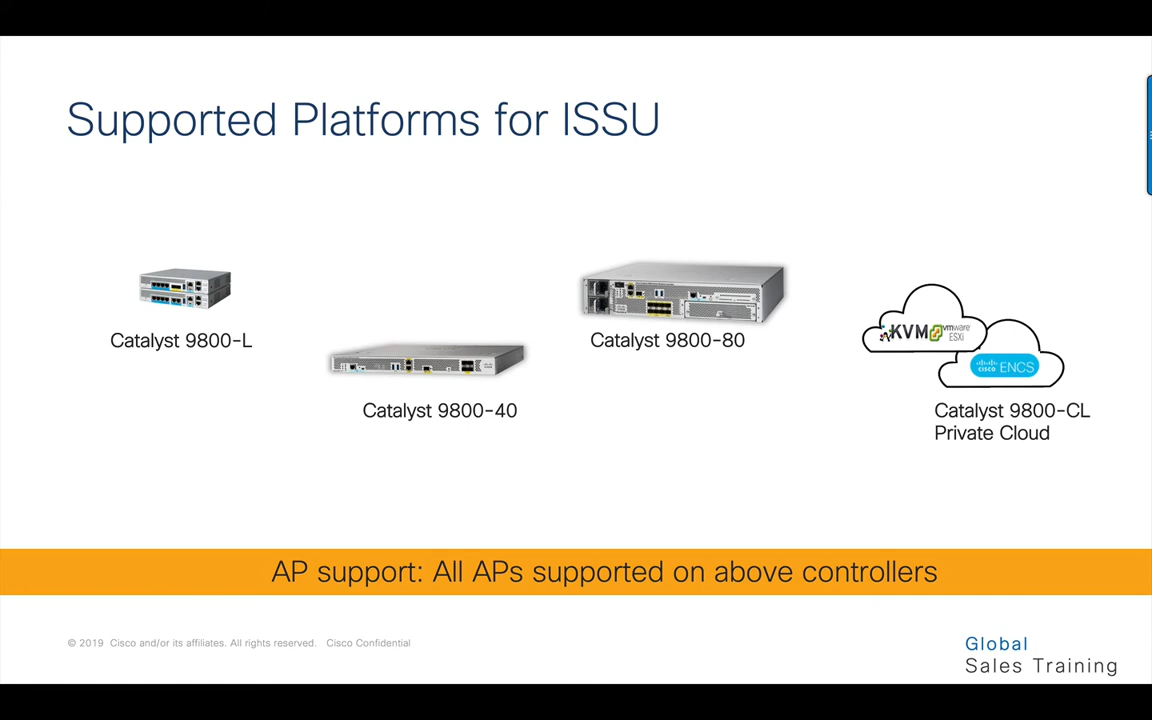 Supported Platforms for ISSU
Catalyst 9800-L
Catalyst 9800-40
Catalyst 9800-80
KVM
vmware
ESXi
CISCO
ENCS
Catalyst 9800-CL
Private Cloud
AP support: All APs supported on above controllers
© 2019 Cisco and/or its affiliates. All rights reserved. Cisco Confidential
Global
Sales Training